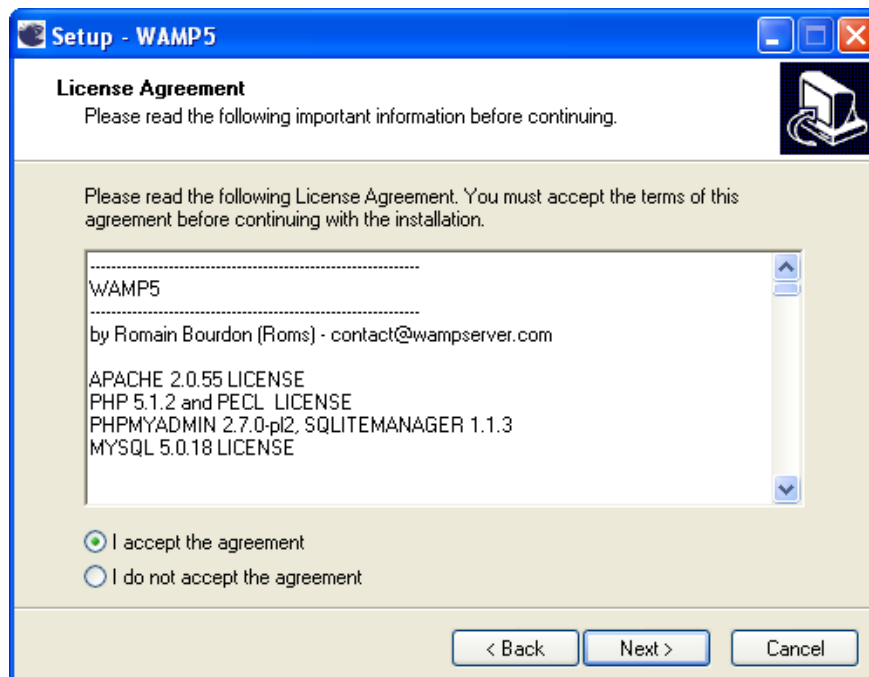 Setup - WAMP5
License Agreement
Please read the following important information before continuing.
Please read the following License Agreement. You must accept the terms of this
agreement before continuing with the installation.
------------------------------------------------------------
WAMP5
------------------------------------------------------------
by Romain Bourdon (Roms) - contact@wampserver.com
APACHE 2.0.55 LICENSE
PHP 5.1.2 and PECL  LICENSE
PHPMYADMIN 2.7.0-pl2, SQLITEMANAGER 1.1.3
MYSQL 5.0.18 LICENSE
I accept the agreement
I do not accept the agreement
< Back Next > Cancel